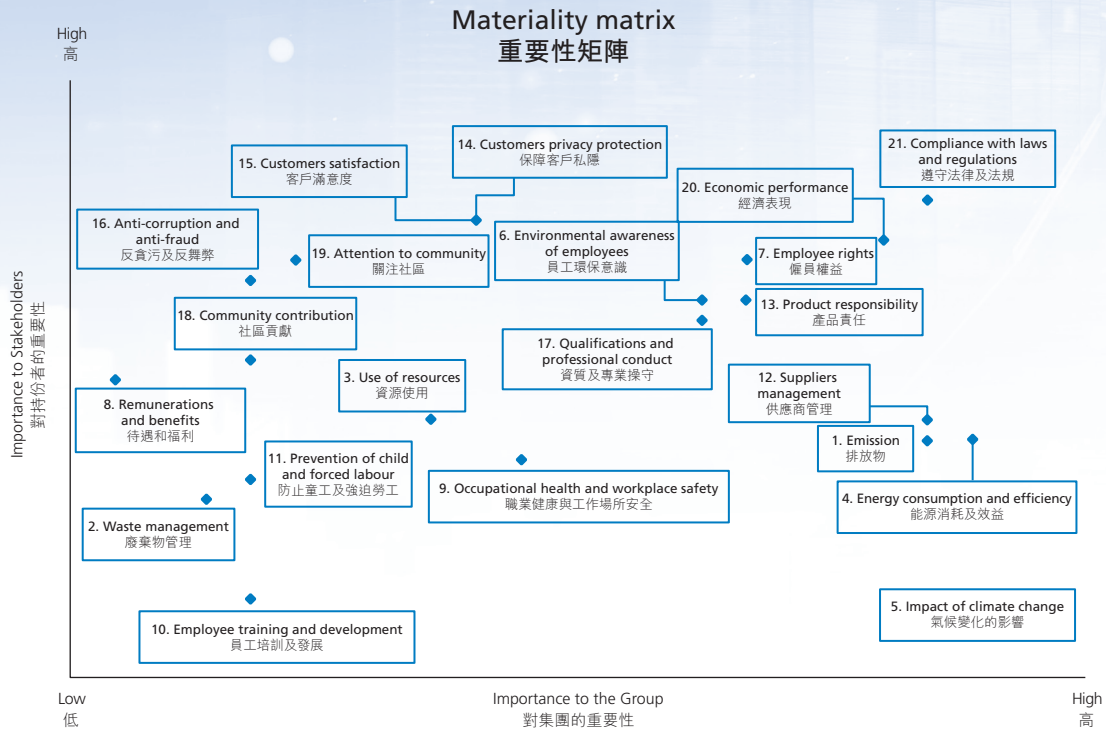 Materiality matrix
重要性矩陣
High
高
Importance to Stakeholders
對持份者的重要性
15. Customers satisfaction
客戶滿意度
14. Customers privacy protection
保障客戶私隱
21. Compliance with laws
and regulations
遵守法律及法規
20. Economic performance
經濟表現
16. Anti-corruption and
anti-fraud
反貪污及反舞弊
19. Attention to community
關注社區
6. Environmental awareness
of employees
員工環保意識
7. Employee rights
僱員權益
18. Community contribution
社區貢獻
13. Product responsibility
產品責任
17. Qualifications and
professional conduct
資質及專業操守
3. Use of resources
資源使用
12. Suppliers
management
供應商管理
8. Remunerations
and benefits
待遇和福利
1. Emission
排放物
11. Prevention of child
and forced labour
防止童工及強迫勞工
9. Occupational health and workplace safety
職業健康與工作場所安全
4. Energy consumption and efficiency
能源消耗及效益
2. Waste management
廢棄物管理
5. Impact of climate change
氣候變化的影響
10. Employee training and development
員工培訓及發展
Low
低
Importance to the Group
對集團的重要性
High
高